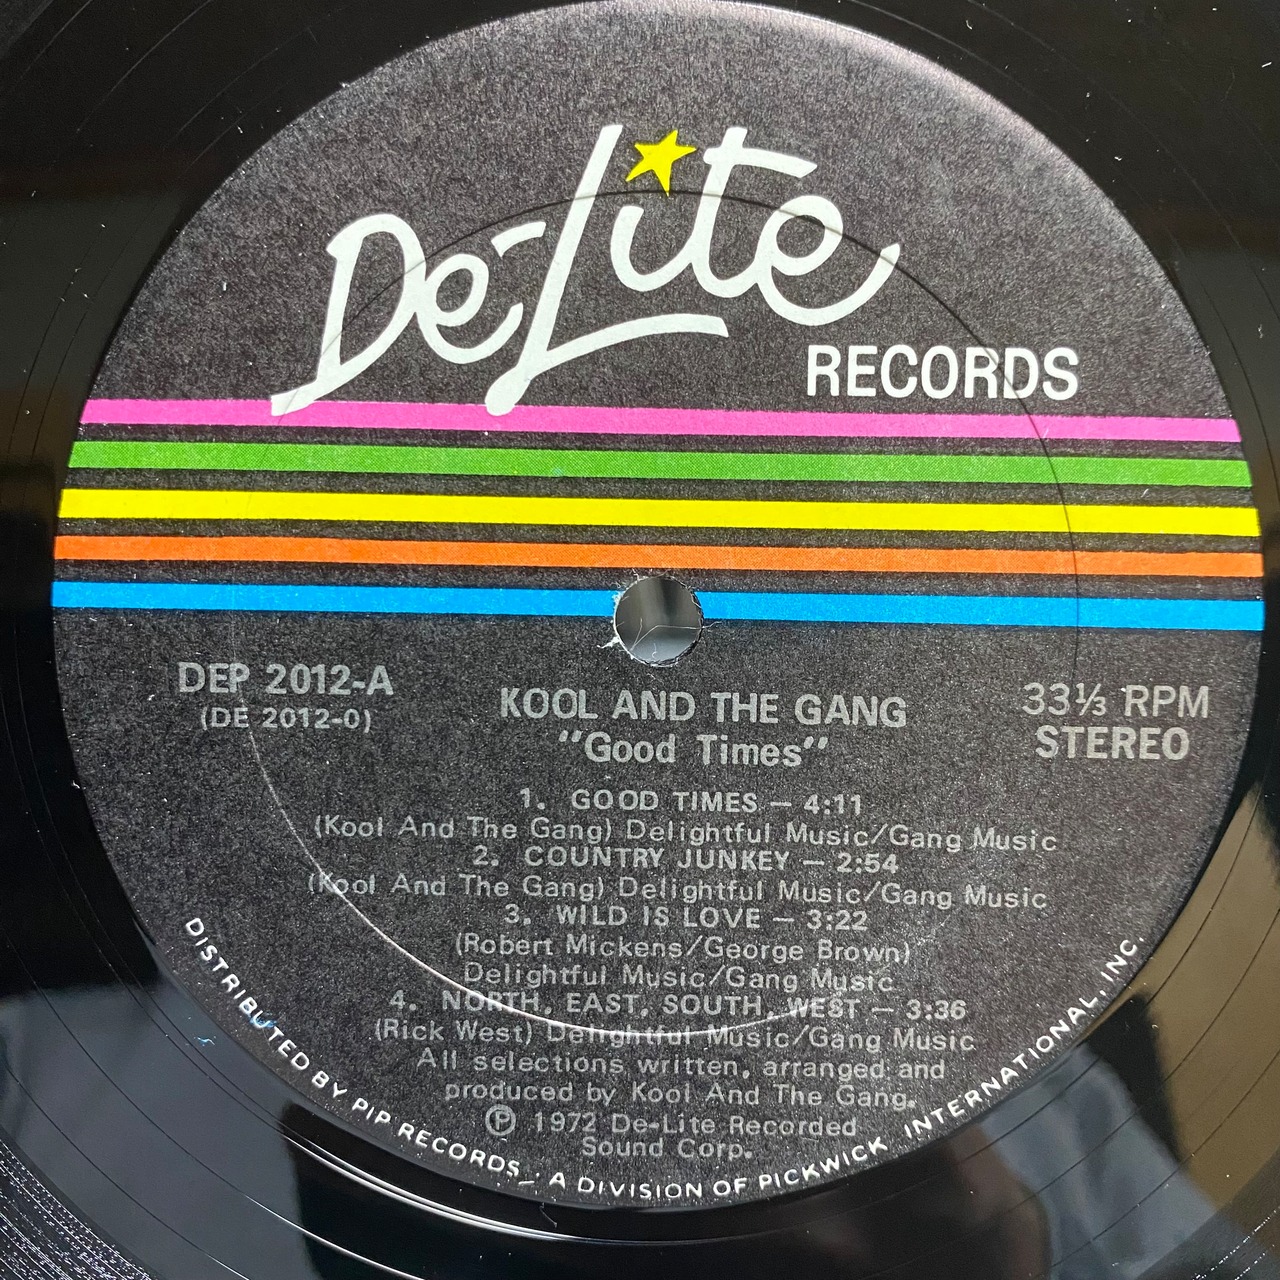 De-Lite
RECORDS
DEP 2012-A
(DE 2012-0)
KOOL AND THE GANG
"Good Times"
33⅓ RPM
STEREO
1. GOOD TIMES — 4:11
(Kool And The Gang) Delightful Music/Gang Music
2. COUNTRY JUNKEY — 2:54
(Kool And The Gang) Delightful Music/Gang Music
3. WILD IS LOVE — 3:22
(Robert Mickens/George Brown)
Delightful Music/Gang Music
4. NORTH, EAST, SOUTH, WEST — 3:36
(Rick West) Delightful Music/Gang Music
All selections written, arranged and
produced by Kool And The Gang.
℗ 1972 De-Lite Recorded
Sound Corp.
DISTRIBUTED BY PIP RECORDS, A DIVISION OF PICKWICK INTERNATIONAL, INC.